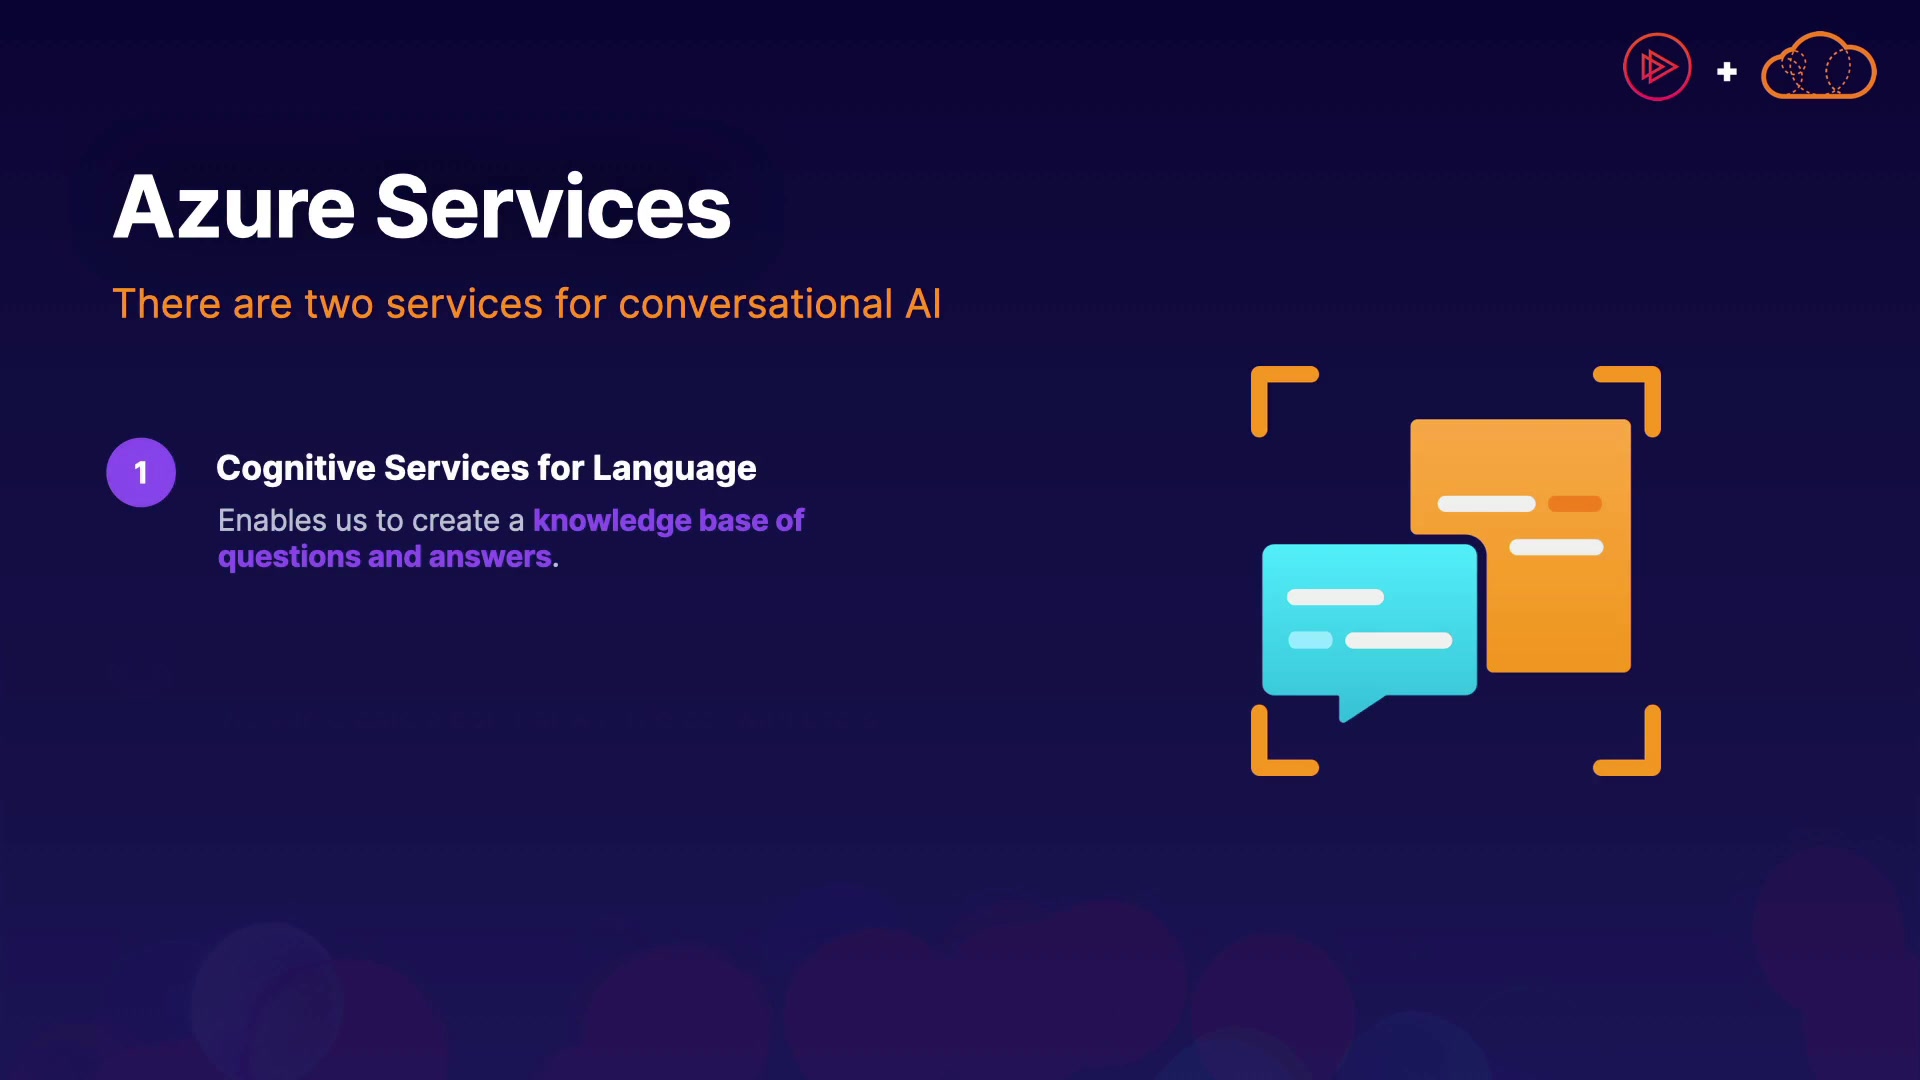 Azure Services
There are two services for conversational AI
1
Cognitive Services for Language
Enables us to create a knowledge base of
questions and answers.